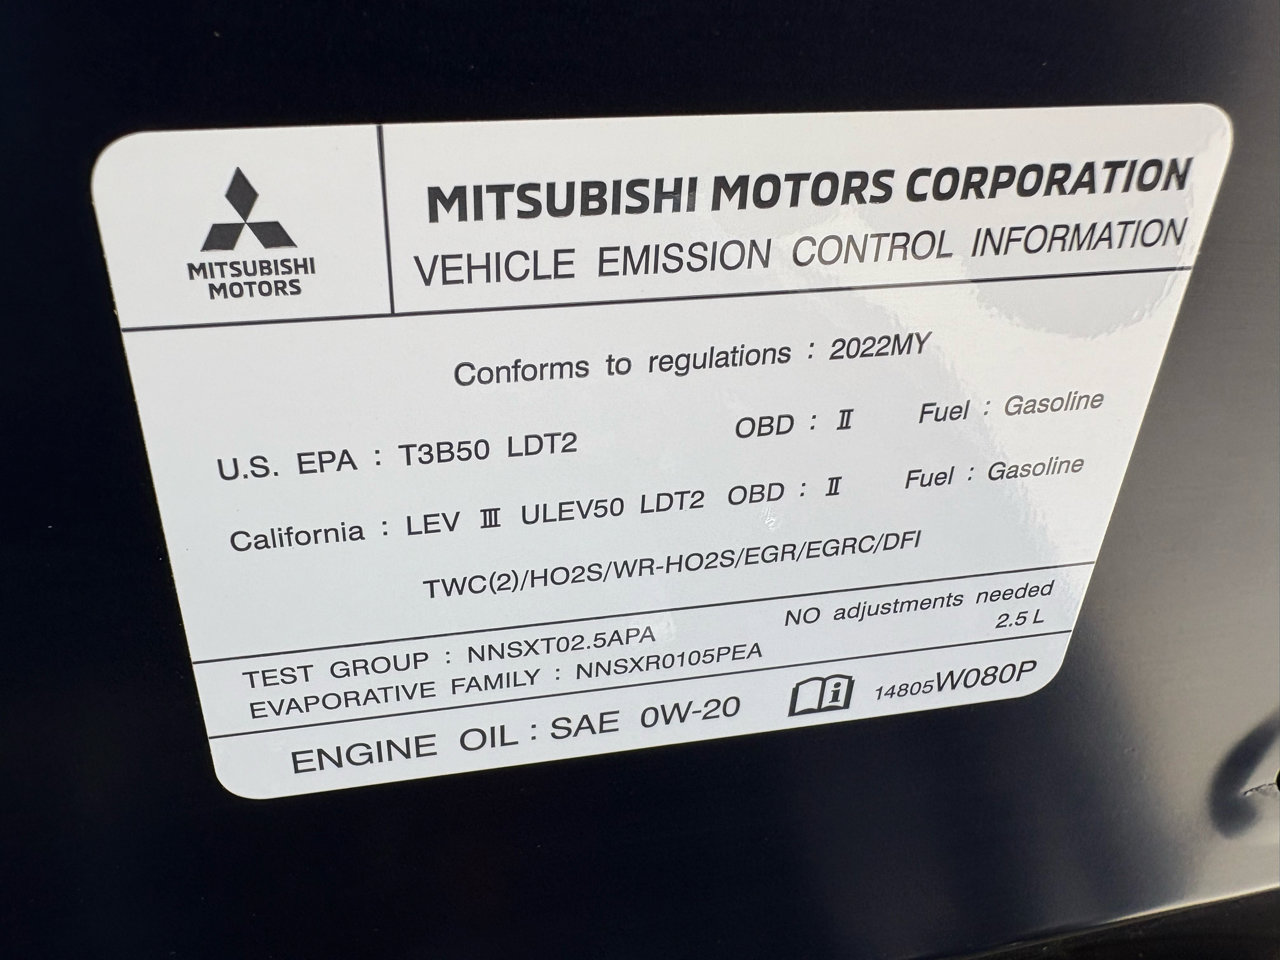 MITSUBISHI
MOTORS
MITSUBISHI MOTORS CORPORATION
VEHICLE EMISSION CONTROL INFORMATION
Conforms to regulations : 2022MY
U.S. EPA : T3B50 LDT2 OBD : Ⅱ Fuel : Gasoline
California : LEV Ⅲ ULEV50 LDT2 OBD : Ⅱ Fuel : Gasoline
TWC(2)/HO2S/WR-HO2S/EGR/EGRC/DFI
TEST GROUP : NNSXT02.5APA NO adjustments needed
EVAPORATIVE FAMILY : NNSXR0105PEA 2.5 L
ENGINE OIL : SAE 0W-20 i 14805W080P